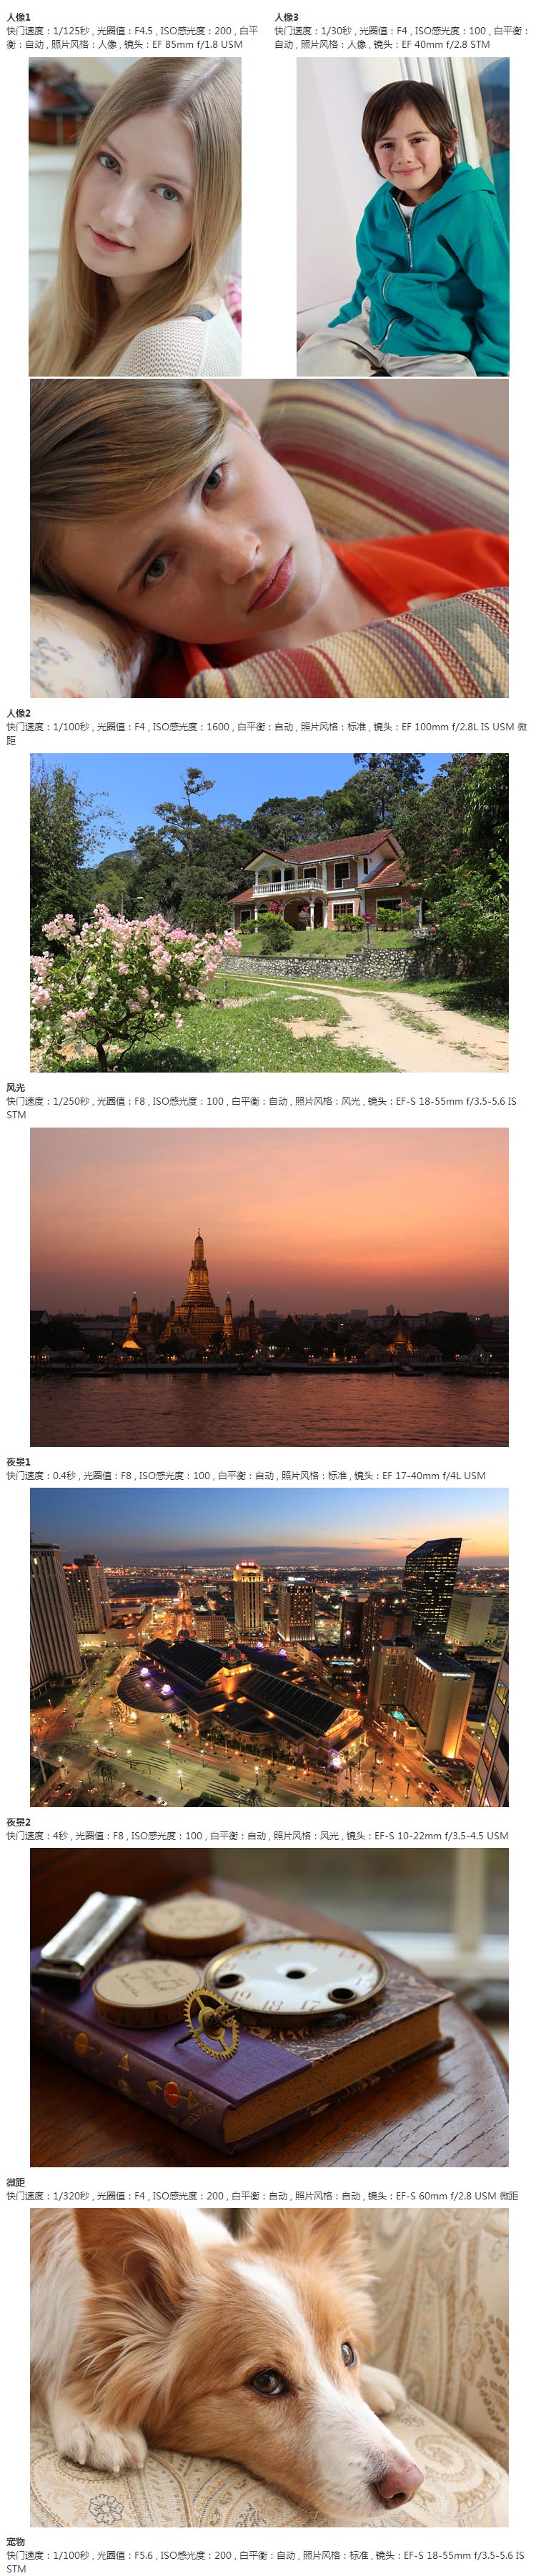 人像1
快门速度：1/125秒 , 光圈值：F4.5 , ISO感光度：200 , 白平
衡：自动 , 照片风格：人像 , 镜头：EF 85mm f/1.8 USM
人像3
快门速度：1/30秒 , 光圈值：F4 , ISO感光度：100 , 白平衡：
自动 , 照片风格：人像 , 镜头：EF 40mm f/2.8 STM
人像2
快门速度：1/100秒 , 光圈值：F4 , ISO感光度：1600 , 白平衡：自动 , 照片风格：标准 , 镜头：EF 100mm f/2.8L IS USM 微
距
风光
快门速度：1/250秒 , 光圈值：F8 , ISO感光度：100 , 白平衡：自动 , 照片风格：风光 , 镜头：EF-S 18-55mm f/3.5-5.6 IS
STM
夜景1
快门速度：0.4秒 , 光圈值：F8 , ISO感光度：100 , 白平衡：自动 , 照片风格：标准 , 镜头：EF 17-40mm f/4L USM
夜景2
快门速度：4秒 , 光圈值：F8 , ISO感光度：100 , 白平衡：自动 , 照片风格：风光 , 镜头：EF-S 10-22mm f/3.5-4.5 USM
微距
快门速度：1/320秒 , 光圈值：F4 , ISO感光度：200 , 白平衡：自动 , 照片风格：自动 , 镜头：EF-S 60mm f/2.8 USM 微距
宠物
快门速度：1/100秒 , 光圈值：F5.6 , ISO感光度：200 , 白平衡：自动 , 照片风格：标准 , 镜头：EF-S 18-55mm f/3.5-5.6 IS
STM